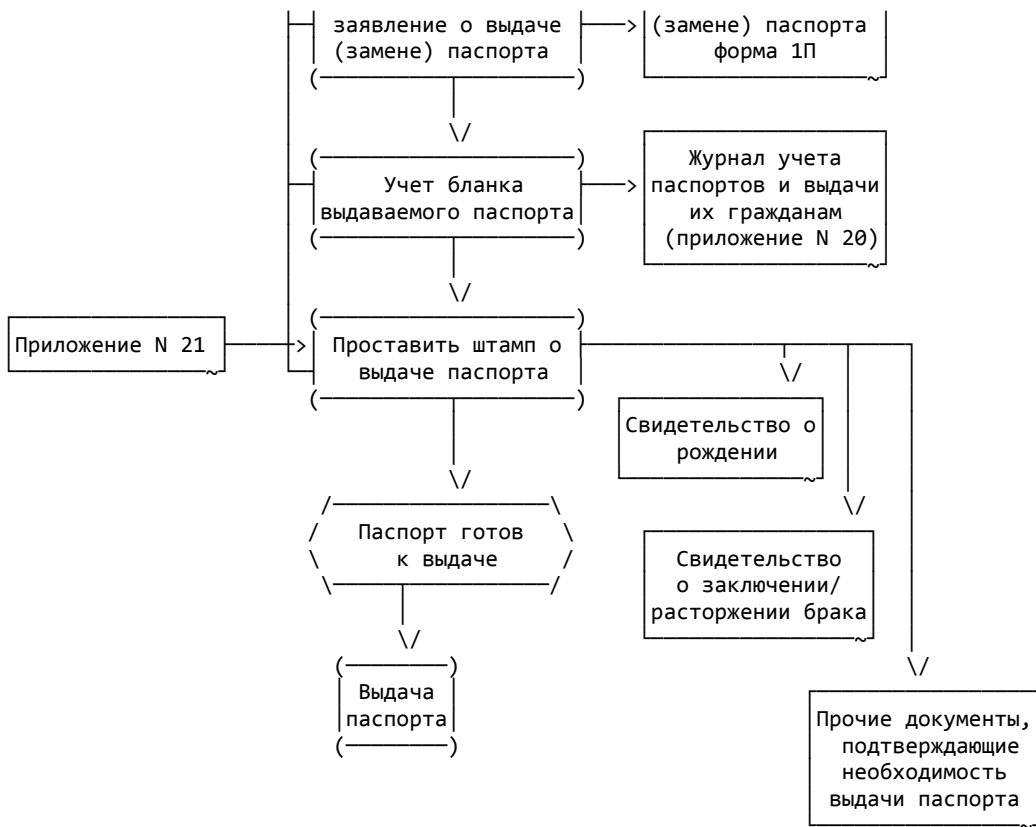 заявление о выдаче
(замене) паспорта
(замене) паспорта
форма 1П
Учет бланка
выдаваемого паспорта
Журнал учета
паспортов и выдачи
их гражданам
(приложение N 20)
Приложение N 21
Проставить штамп о
выдаче паспорта
Свидетельство о
рождении
Паспорт готов
к выдаче
Свидетельство
о заключении/
расторжении брака
Выдача
паспорта
Прочие документы,
подтверждающие
необходимость
выдачи паспорта